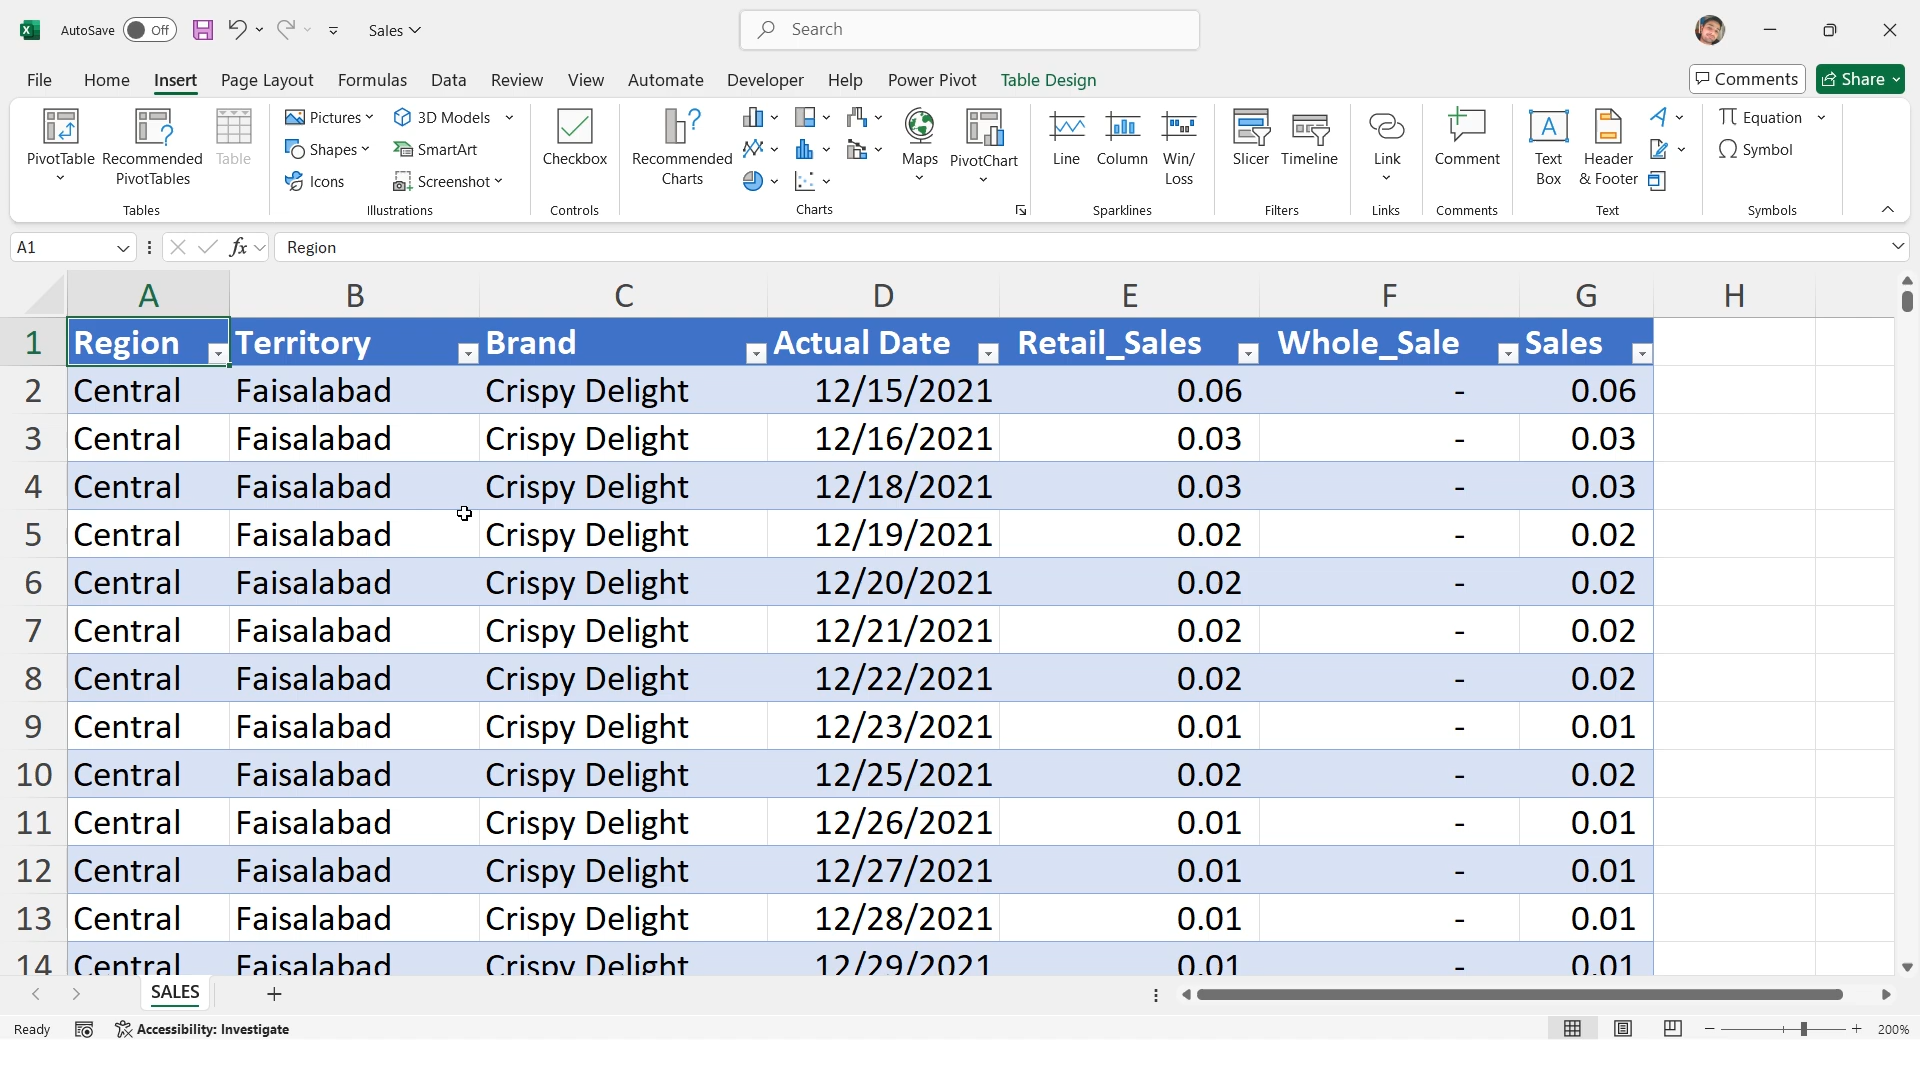 AutoSave Off Sales Search
File Home Insert Page Layout Formulas Data Review View Automate Developer Help Power Pivot Table Design Comments Share
PivotTable Recommended PivotTables Table
Tables
Pictures 3D Models
Shapes SmartArt
Icons Screenshot
Illustrations
Checkbox
Controls
Recommended Charts Maps PivotChart
Charts
Line Column Win/ Loss
Sparklines
Slicer Timeline
Filters
Link
Links
Comment
Comments
Text Box Header & Footer
Text
Equation
Symbol
Symbols
A1 fx Region
A B C D E F G H
1 Region Territory Brand Actual Date Retail_Sales Whole_Sale Sales
2 Central Faisalabad Crispy Delight 12/15/2021 0.06 - 0.06
3 Central Faisalabad Crispy Delight 12/16/2021 0.03 - 0.03
4 Central Faisalabad Crispy Delight 12/18/2021 0.03 - 0.03
5 Central Faisalabad Crispy Delight 12/19/2021 0.02 - 0.02
6 Central Faisalabad Crispy Delight 12/20/2021 0.02 - 0.02
7 Central Faisalabad Crispy Delight 12/21/2021 0.02 - 0.02
8 Central Faisalabad Crispy Delight 12/22/2021 0.02 - 0.02
9 Central Faisalabad Crispy Delight 12/23/2021 0.01 - 0.01
10 Central Faisalabad Crispy Delight 12/25/2021 0.02 - 0.02
11 Central Faisalabad Crispy Delight 12/26/2021 0.01 - 0.01
12 Central Faisalabad Crispy Delight 12/27/2021 0.01 - 0.01
13 Central Faisalabad Crispy Delight 12/28/2021 0.01 - 0.01
14 Central Faisalabad Crispy Delight 12/29/2021 0.01 - 0.01
SALES
Ready Accessibility: Investigate 200%